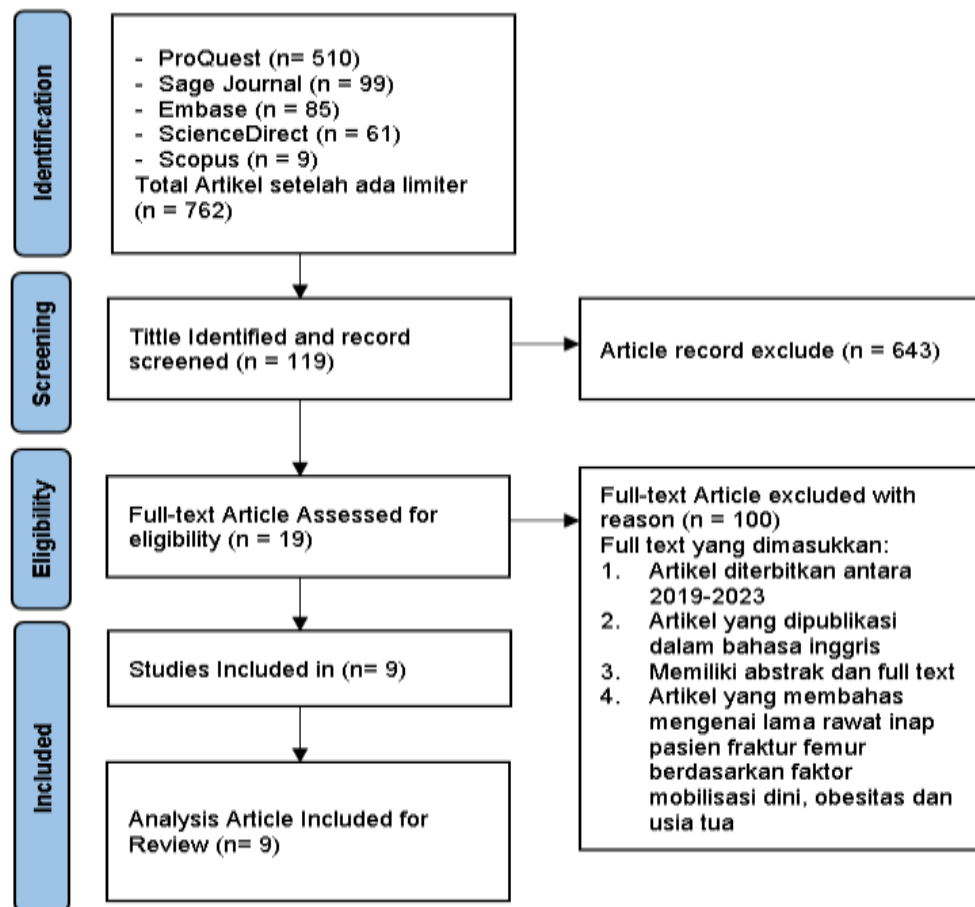 Identification
- ProQuest (n= 510)
- Sage Journal (n = 99)
- Embase (n = 85)
- ScienceDirect (n = 61)
- Scopus (n = 9)
Total Artikel setelah ada limiter
(n = 762)
Screening
Tittle Identified and record
screened (n = 119)
Article record exclude (n = 643)
Eligibility
Full-text Article Assessed for
eligibility (n = 19)
Full-text Article excluded with
reason (n = 100)
Full text yang dimasukkan:
1. Artikel diterbitkan antara
2019-2023
2. Artikel yang dipublikasi
dalam bahasa inggris
3. Memiliki abstrak dan full text
4. Artikel yang membahas
mengenai lama rawat inap
pasien fraktur femur
berdasarkan faktor
mobilisasi dini, obesitas dan
usia tua
Included
Studies Included in (n= 9)
Analysis Article Included for
Review (n= 9)